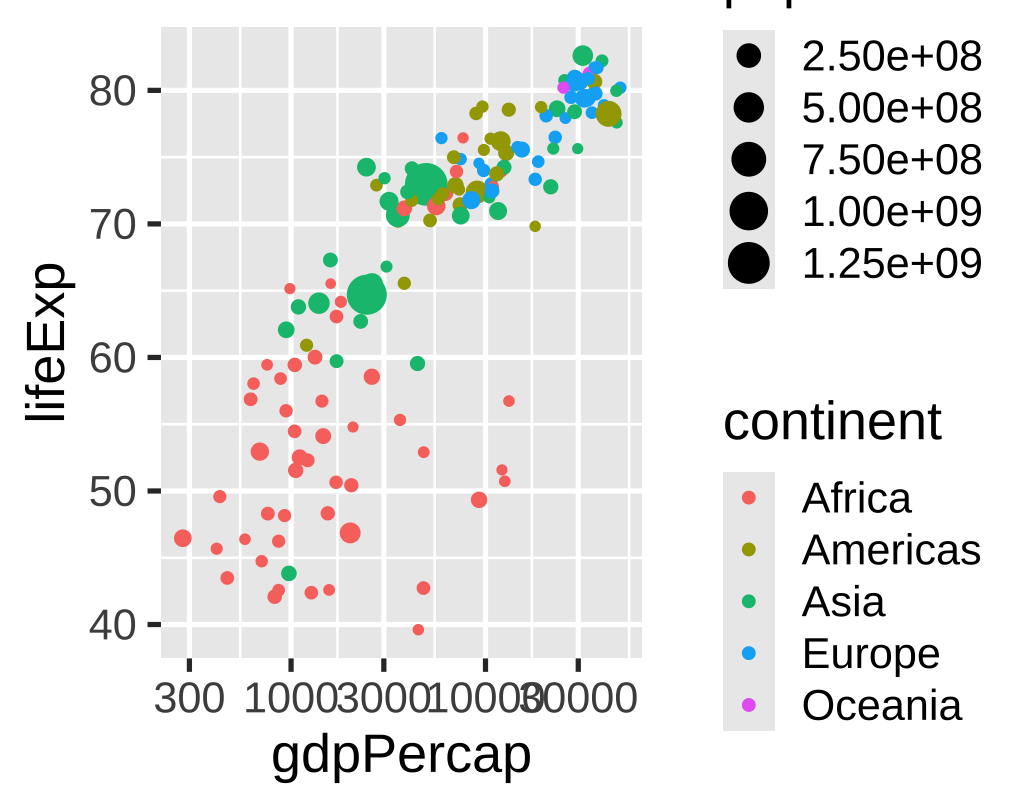 2.50e+08
5.00e+08
7.50e+08
1.00e+09
1.25e+09
continent
Africa
Americas
Asia
Europe
Oceania
lifeExp
80
70
60
50
40
300
1000
3000
10000
30000
gdpPercap